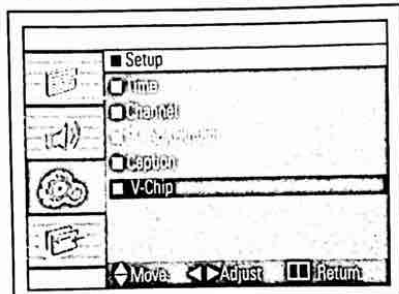 ■ Setup
Time
Channel
Caption
V-Chip
Move Adjust Return